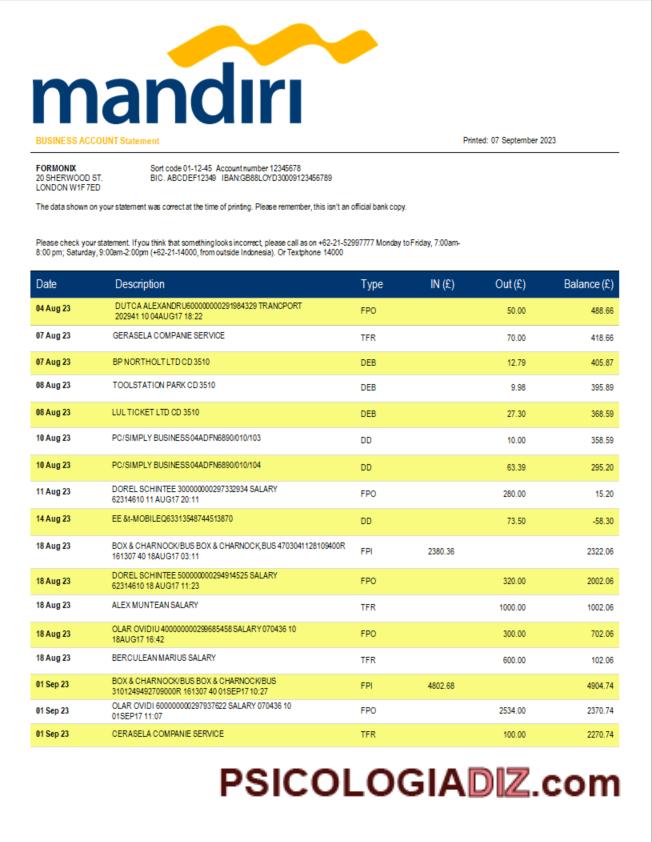 mandırı
BUSINESS ACCOUNT Statement Printed: 07 September 2023
FORMONIX Sort code 01-12-45 Account number 12345678
20 SHERWOOD ST. BIC. ABCDEF12349 IBAN:GB88LOYD30009123456789
LONDON W1F 7ED
The data shown on your statement was correct at the time of printing. Please remember, this isn't an official bank copy.
Please check your statement. If you think that something looks incorrect, please call as on +62-21-52997777 Monday to Friday, 7:00am-
8:00 pm; Saturday, 9:00am-2:00pm (+62-21-14000, from outside Indonesia). Or Textphone 14000
Date Description Type IN (£) Out (£) Balance (£)
04 Aug 23 DUTCA ALEXANDRU600000000291984329 TRANCPORT FPO 50.00 488.66
202941 10 04AUG17 18:22
07 Aug 23 GERASELA COMPANIE SERVICE TFR 70.00 418.66
07 Aug 23 BP NORTHOLT LTD CD 3510 DEB 12.79 405.87
08 Aug 23 TOOLSTATION PARK CD 3510 DEB 9.98 395.89
08 Aug 23 LUL TICKET LTD CD 3510 DEB 27.30 368.59
10 Aug 23 PC/SIMPLY BUSINESS04ADFN6890/010/103 DD 10.00 358.59
10 Aug 23 PC/SIMPLY BUSINESS04ADFN6890/010/104 DD 63.39 295.20
11 Aug 23 DOREL SCHINTEE 300000000297332934 SALARY FPO 280.00 15.20
62314610 11 AUG17 20:11
14 Aug 23 EE &t-MOBILEQ63313548744513870 DD 73.50 -58.30
18 Aug 23 BOX & CHARNOCK/BUS BOX & CHARNOCK,BUS 4703041128109400R FPI 2380.36 2322.06
161307 40 18AUG17 03:11
18 Aug 23 DOREL SCHINTEE 500000000294914525 SALARY FPO 320.00 2002.06
62314610 18 AUG17 11:23
18 Aug 23 ALEX MUNTEAN SALARY TFR 1000.00 1002.06
18 Aug 23 OLAR OVIDIU 400000000299685458 SALARY 070436 10 FPO 300.00 702.06
18AUG17 16:42
18 Aug 23 BERCULEAN MARIUS SALARY TFR 600.00 102.06
01 Sep 23 BOX & CHARNOCK/BUS BOX & CHARNOCK/BUS FPI 4802.68 4904.74
3101249492709000R 161307 40 01SEP17 10:27
01 Sep 23 OLAR OVIDI 600000000297937622 SALARY 070436 10 FPO 2534.00 2370.74
01SEP17 11:07
01 Sep 23 CERASELA COMPANIE SERVICE TFR 100.00 2270.74
PSICOLOGIADIZ.com